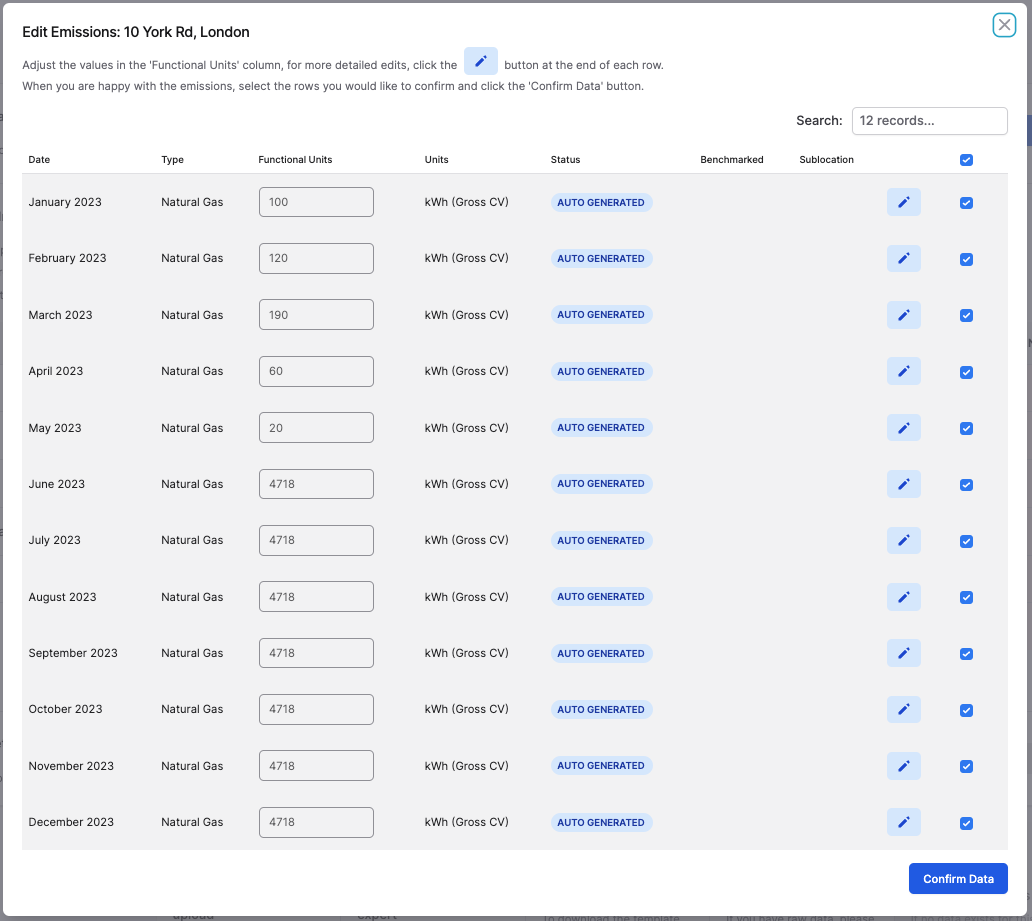 Edit Emissions: 10 York Rd, London
Adjust the values in the 'Functional Units' column, for more detailed edits, click the button at the end of each row.
When you are happy with the emissions, select the rows you would like to confirm and click the 'Confirm Data' button.
Search: 12 records...
Date Type Functional Units Units Status Benchmarked Sublocation
January 2023 Natural Gas 100 kWh (Gross CV) AUTO GENERATED
February 2023 Natural Gas 120 kWh (Gross CV) AUTO GENERATED
March 2023 Natural Gas 190 kWh (Gross CV) AUTO GENERATED
April 2023 Natural Gas 60 kWh (Gross CV) AUTO GENERATED
May 2023 Natural Gas 20 kWh (Gross CV) AUTO GENERATED
June 2023 Natural Gas 4718 kWh (Gross CV) AUTO GENERATED
July 2023 Natural Gas 4718 kWh (Gross CV) AUTO GENERATED
August 2023 Natural Gas 4718 kWh (Gross CV) AUTO GENERATED
September 2023 Natural Gas 4718 kWh (Gross CV) AUTO GENERATED
October 2023 Natural Gas 4718 kWh (Gross CV) AUTO GENERATED
November 2023 Natural Gas 4718 kWh (Gross CV) AUTO GENERATED
December 2023 Natural Gas 4718 kWh (Gross CV) AUTO GENERATED
Confirm Data